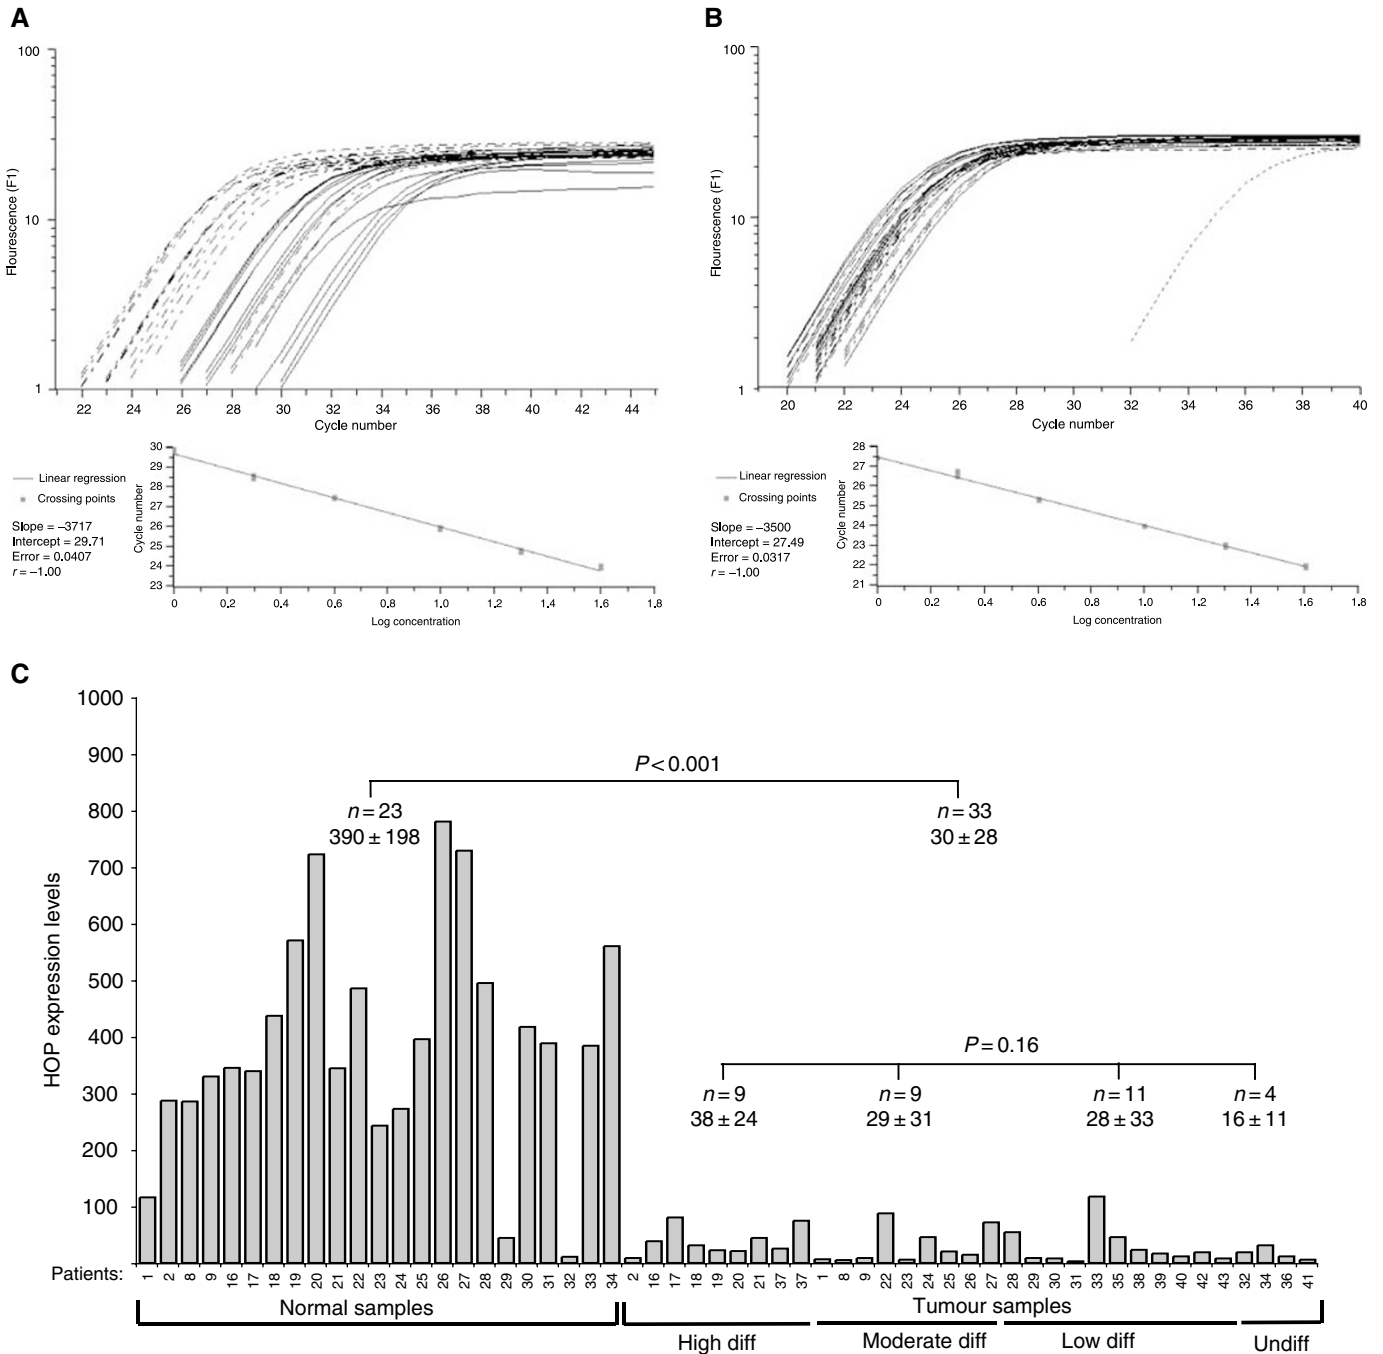 A
100
10
1
Flourescence (F1)
22 24 26 28 30 32 34 36 38 40 42 44
Cycle number
Linear regression
Crossing points
Slope = −3717
Intercept = 29.71
Error = 0.0407
r = −1.00
Cycle number
30
29
28
27
26
25
24
23
0 0.2 0.4 0.6 0.8 1.0 1.2 1.4 1.6 1.8
Log concentration
B
100
10
1
Flourescence (F1)
20 22 24 26 28 30 32 34 36 38 40
Cycle number
Linear regression
Crossing points
Slope = −3500
Intercept = 27.49
Error = 0.0317
r = −1.00
Cycle number
28
27
26
25
24
23
22
21
0 0.2 0.4 0.6 0.8 1.0 1.2 1.4 1.6 1.8
Log concentration
C
HOP expression levels
1000
900
800
700
600
500
400
300
200
100
P < 0.001
n = 23
390 ± 198
n = 33
30 ± 28
P = 0.16
n = 9
38 ± 24
n = 9
29 ± 31
n = 11
28 ± 33
n = 4
16 ± 11
Patients: 1 2 8 9 16 17 18 19 20 21 22 23 24 25 26 27 28 29 30 31 32 33 34 2 16 17 18 19 20 21 37 37 1 8 9 22 23 24 25 26 27 28 29 30 31 33 35 38 39 40 42 43 32 34 36 41
Normal samples
Tumour samples
High diff
Moderate diff
Low diff
Undiff